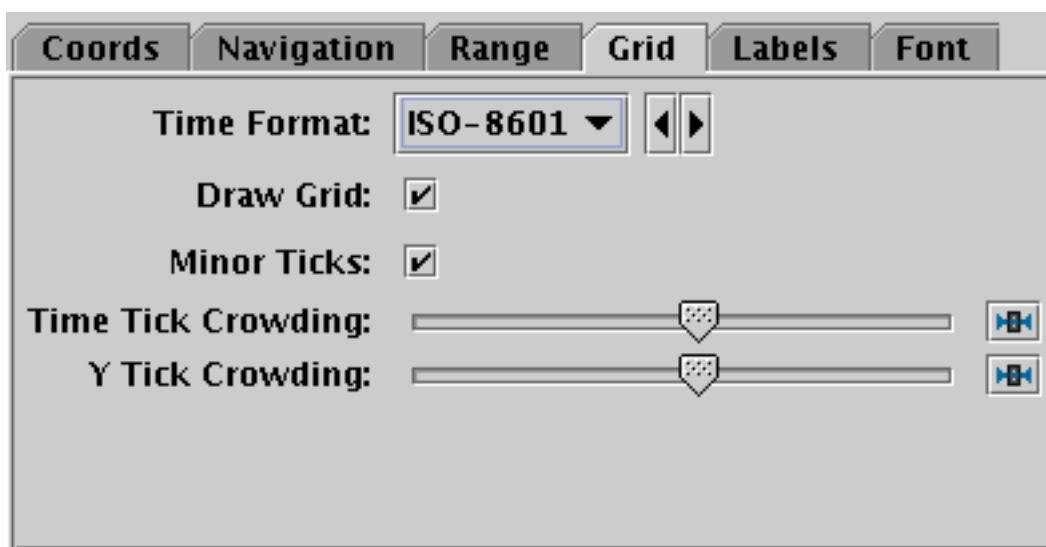 Coords Navigation Range Grid Labels Font
Time Format: ISO-8601
Draw Grid:
Minor Ticks:
Time Tick Crowding:
Y Tick Crowding: